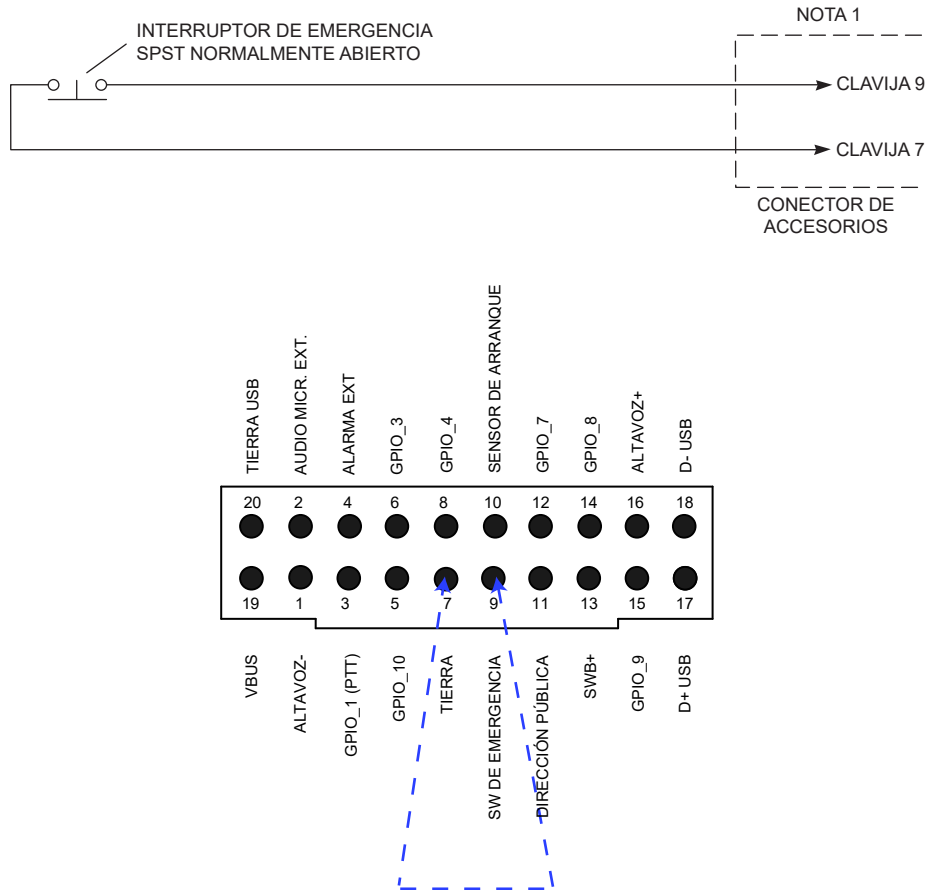 INTERRUPTOR DE EMERGENCIA
SPST NORMALMENTE ABIERTO
NOTA 1
CLAVIJA 9
CLAVIJA 7
CONECTOR DE
ACCESORIOS
TIERRA USB
AUDIO MICR. EXT.
ALARMA EXT
GPIO_3
GPIO_4
SENSOR DE ARRANQUE
GPIO_7
GPIO_8
ALTAVOZ+
D- USB
20 2 4 6 8 10 12 14 16 18
19 1 3 5 7 9 11 13 15 17
VBUS
ALTAVOZ-
GPIO_1 (PTT)
GPIO_10
TIERRA
SW DE EMERGENCIA
DIRECCIÓN PÚBLICA
SWB+
GPIO_9
D+ USB